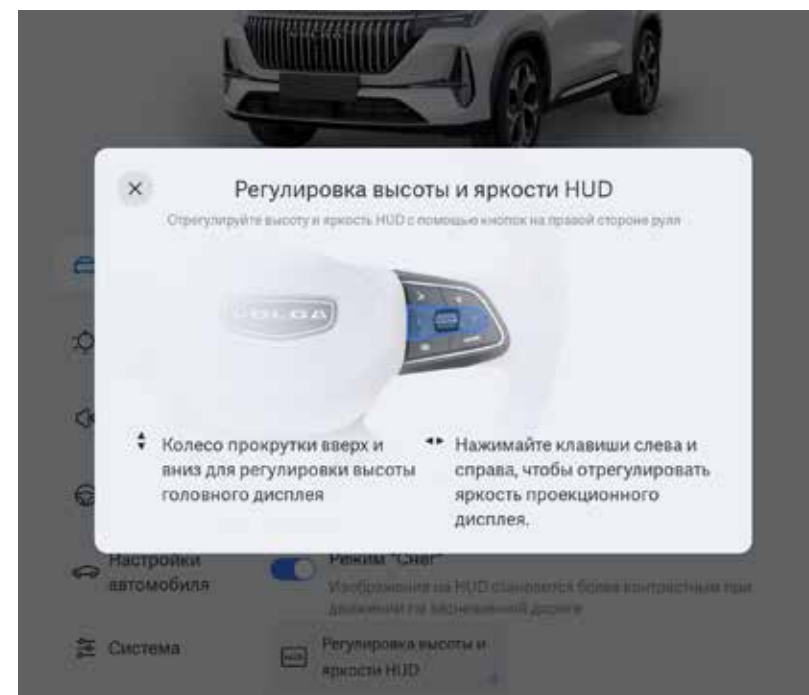 Регулировка высоты и яркости HUD
Отрегулируйте высоту и яркость HUD с помощью кнопок на правой стороне руля
VOLGA
Колесо прокрутки вверх и
вниз для регулировки высоты
головного дисплея
Нажимайте клавиши слева и
справа, чтобы отрегулировать
яркость проекционного
дисплея.
Настройки
автомобиля
Режим "Снег"
Изображения на HUD становятся более контрастным при
движении по заснеженной дороге
Система
Регулировка высоты и
яркости HUD